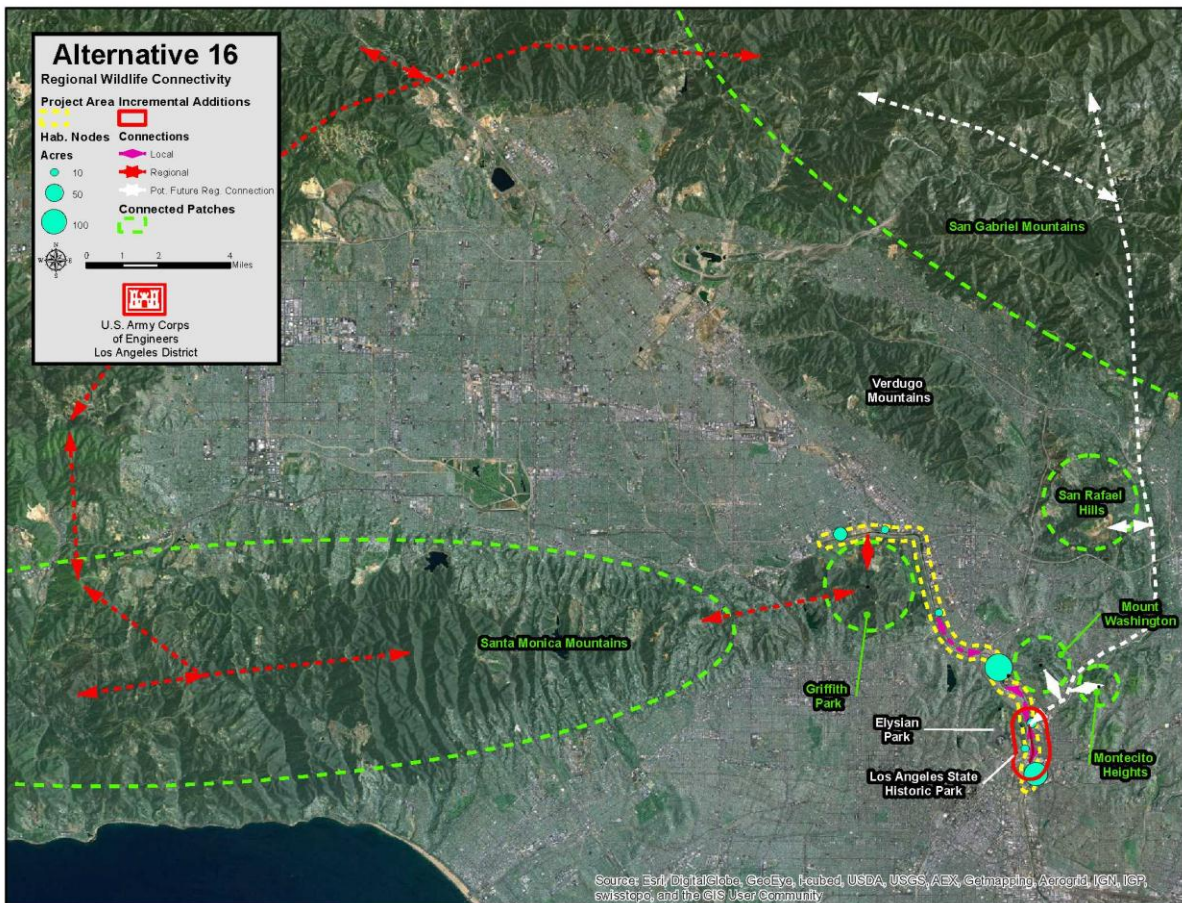 Alternative 16
Regional Wildlife Connectivity
Project Area Incremental Additions
Hab. Nodes
Connections
Acres
Local
10
Regional
50
Pot. Future Reg. Connection
Connected Patches
100
N
W E
S
0 1 2 4
Miles
U.S. Army Corps
of Engineers
Los Angeles District
San Gabriel Mountains
Verdugo
Mountains
San Rafael
Hills
Mount
Washington
Santa Monica Mountains
Griffith
Park
Elysian
Park
Montecito
Heights
Los Angeles State
Historic Park
Source: Esri, DigitalGlobe, GeoEye, i-cubed, USDA, USGS, AEX, Getmapping, Aerogrid, IGN, IGP,
swisstopo, and the GIS User Community